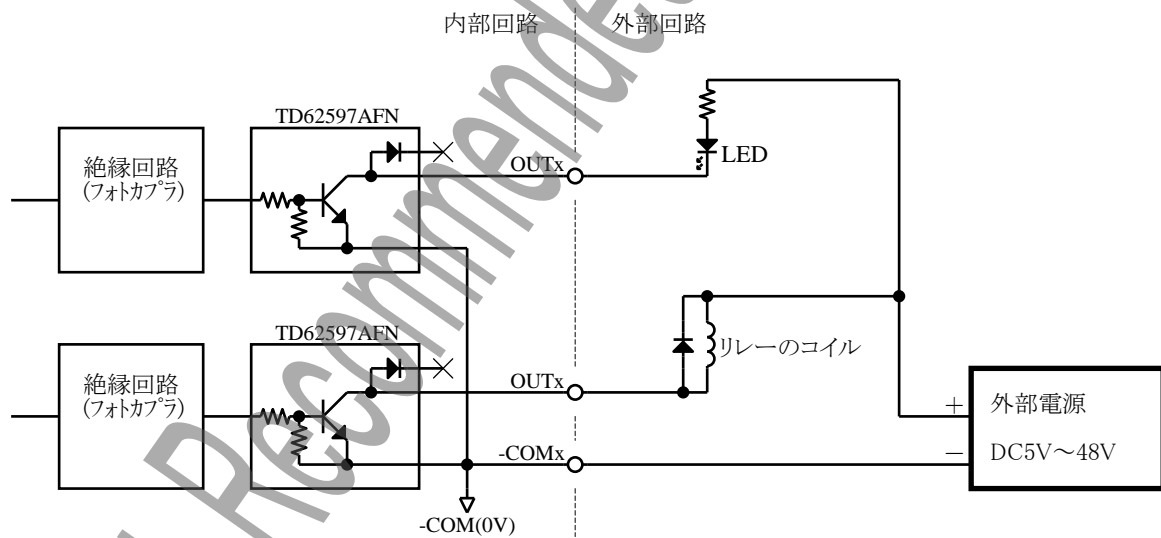 内部回路
外部回路
TD62597AFN
絶縁回路
(フォトカプラ)
OUTx
LED
TD62597AFN
リレーのコイル
絶縁回路
(フォトカプラ)
OUTx
+
外部電源
-COMx
−
DC5V～48V
-COM(0V)
Recommended